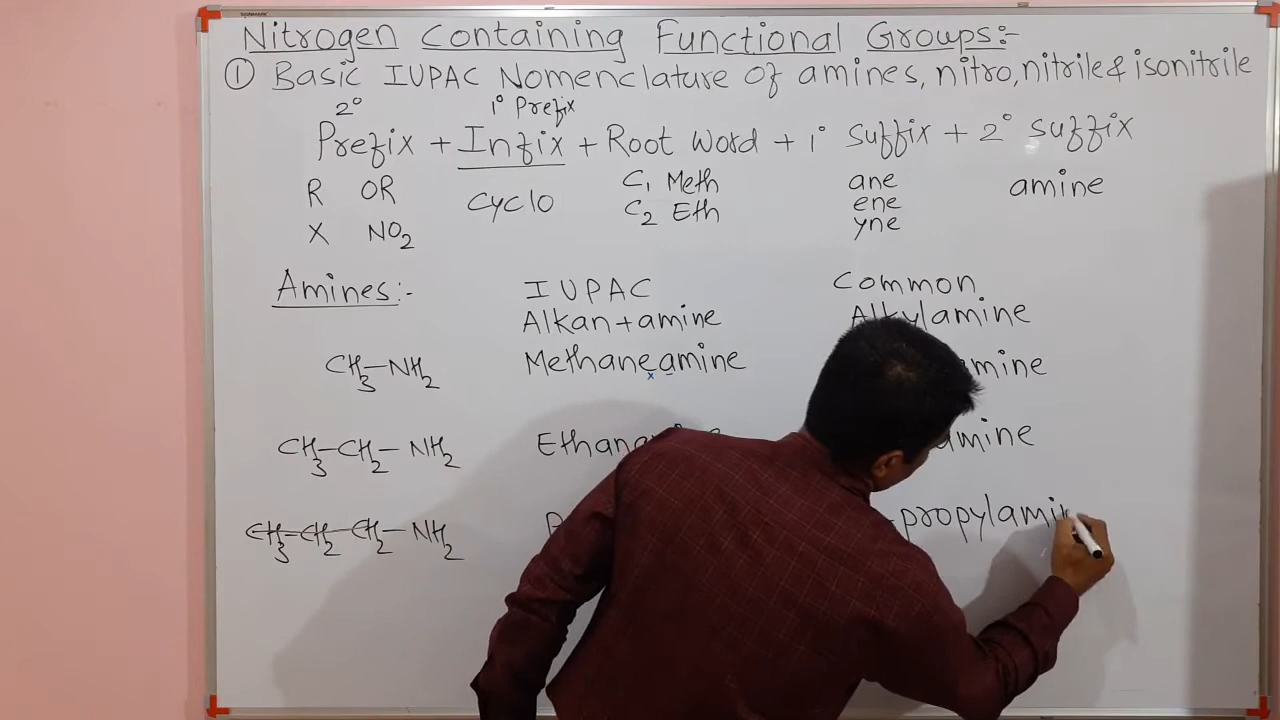 Nitrogen Containing Functional Groups:-
① Basic IUPAC Nomenclature of amines, nitro, nitrile & isonitrile
2° 1° Prefix
Prefix + Infix + Root Word + 1° Suffix + 2° Suffix
R OR Cyclo C₁ Meth ane amine
C₂ Eth ene
X NO₂ yne
Amines:- IUPAC Common
Alkan + amine Alkylamine
CH₃-NH₂ Methaneamine amine
x
CH₃-CH₂-NH₂ amine
CH₃-CH₂-CH₂-NH₂ -propylami